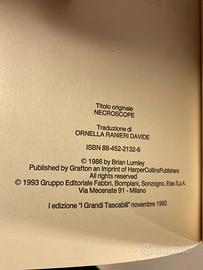 Titolo originale
NECROSCOPE
Traduzione di
ORNELLA RANIERI DAVIDE
ISBN 88-452-2132-6
© 1986 by Brian Lumley
Published by Grafton an Imprint of HarperCollinsPublishers
All rights reserved
© 1993 Gruppo Editoriale Fabbri, Bompiani, Sonzogno, Etas S.p.A.
Via Mecenate 91 - Milano
I edizione "I Grandi Tascabili" novembre 1993
subito